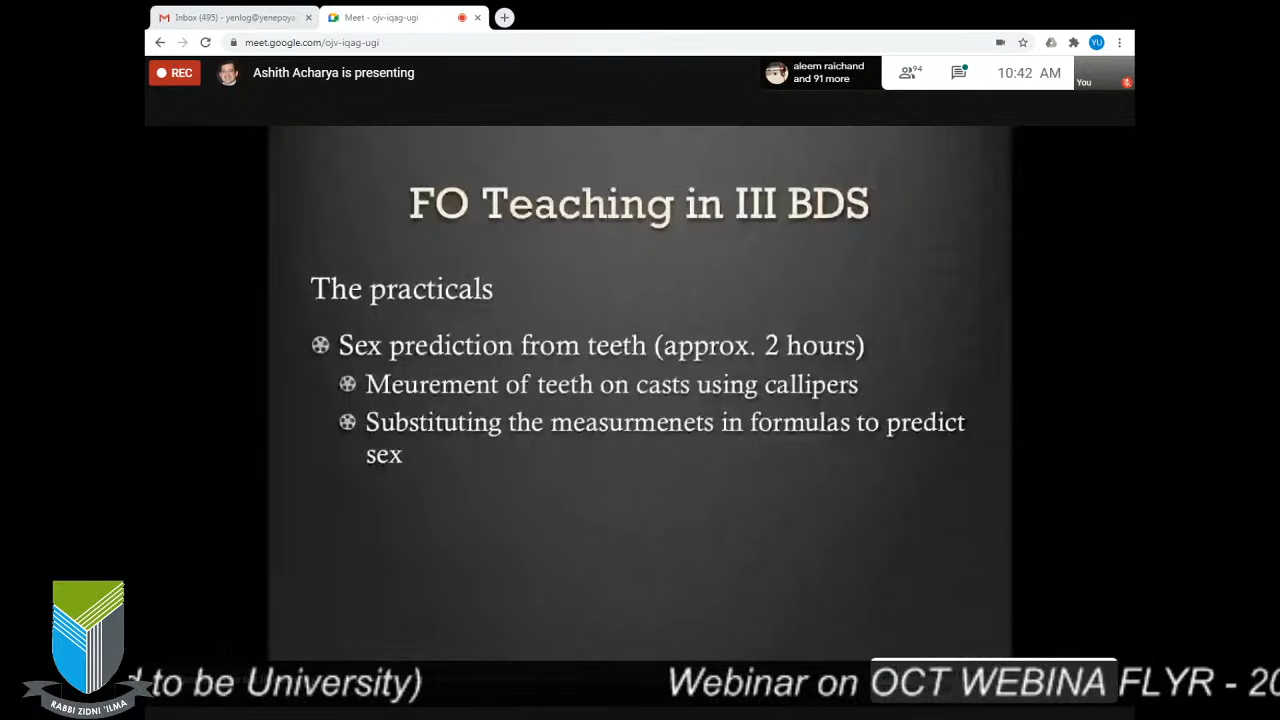 Inbox (495) - yenlog@yenepoya
Meet - ojv-iqag-ugi
meet.google.com/ojv-iqag-ugi
YU
REC
Ashith Acharya is presenting
aleem raichand
and 91 more
94
10:42 AM
You
FO Teaching in III BDS
The practicals
Sex prediction from teeth (approx. 2 hours)
Meurement of teeth on casts using callipers
Substituting the measurmenets in formulas to predict
sex
d to be University)
Webinar on OCT WEBINA FLYR - 20
RABBI ZIDNI 'ILMA